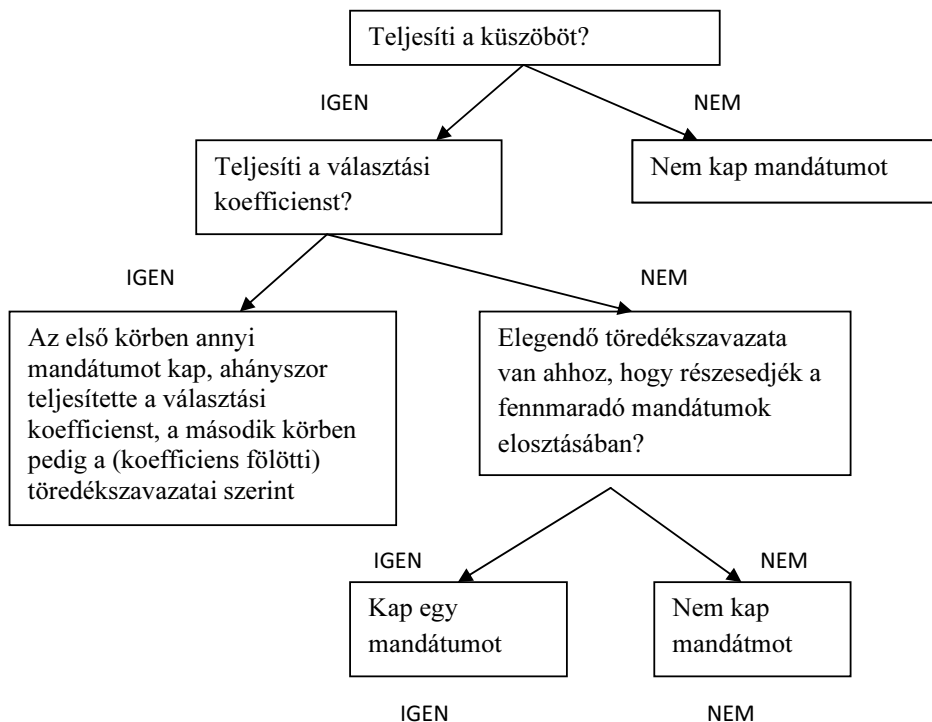 Teljesíti a küszöböt?
IGEN
NEM
Teljesíti a választási
koefficienst?
Nem kap mandátumot
IGEN
NEM
Az első körben annyi
mandátumot kap, ahányszor
teljesítette a választási
koefficienst, a második körben
pedig a (koefficiens fölötti)
töredékszavazatai szerint
Elegendő töredékszavazata
van ahhoz, hogy részesedjék a
fennmaradó mandátumok
elosztásában?
IGEN
NEM
Kap egy
mandátumot
Nem kap
mandátmot
IGEN
NEM